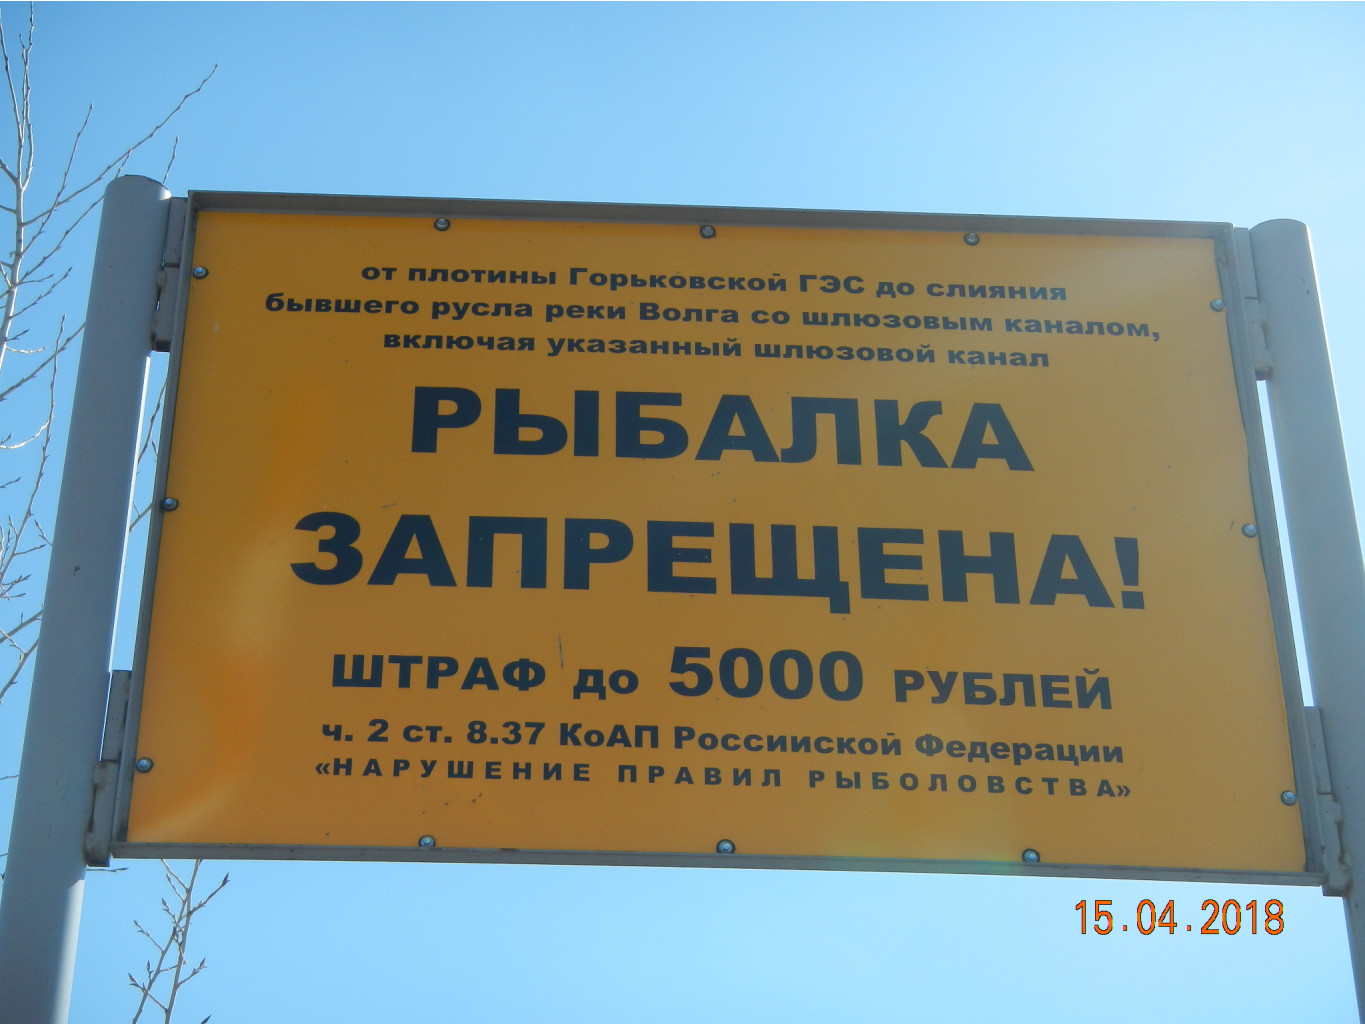 от плотины Горьковской ГЭС до слияния
бывшего русла реки Волга со шлюзовым каналом,
включая указанный шлюзовой канал
РЫБАЛКА
ЗАПРЕЩЕНА!
ШТРАФ до 5000 РУБЛЕЙ
ч. 2 ст. 8.37 КоАП Россииской Федерации
«НАРУШЕНИЕ ПРАВИЛ РЫБОЛОВСТВА»
15.04.2018